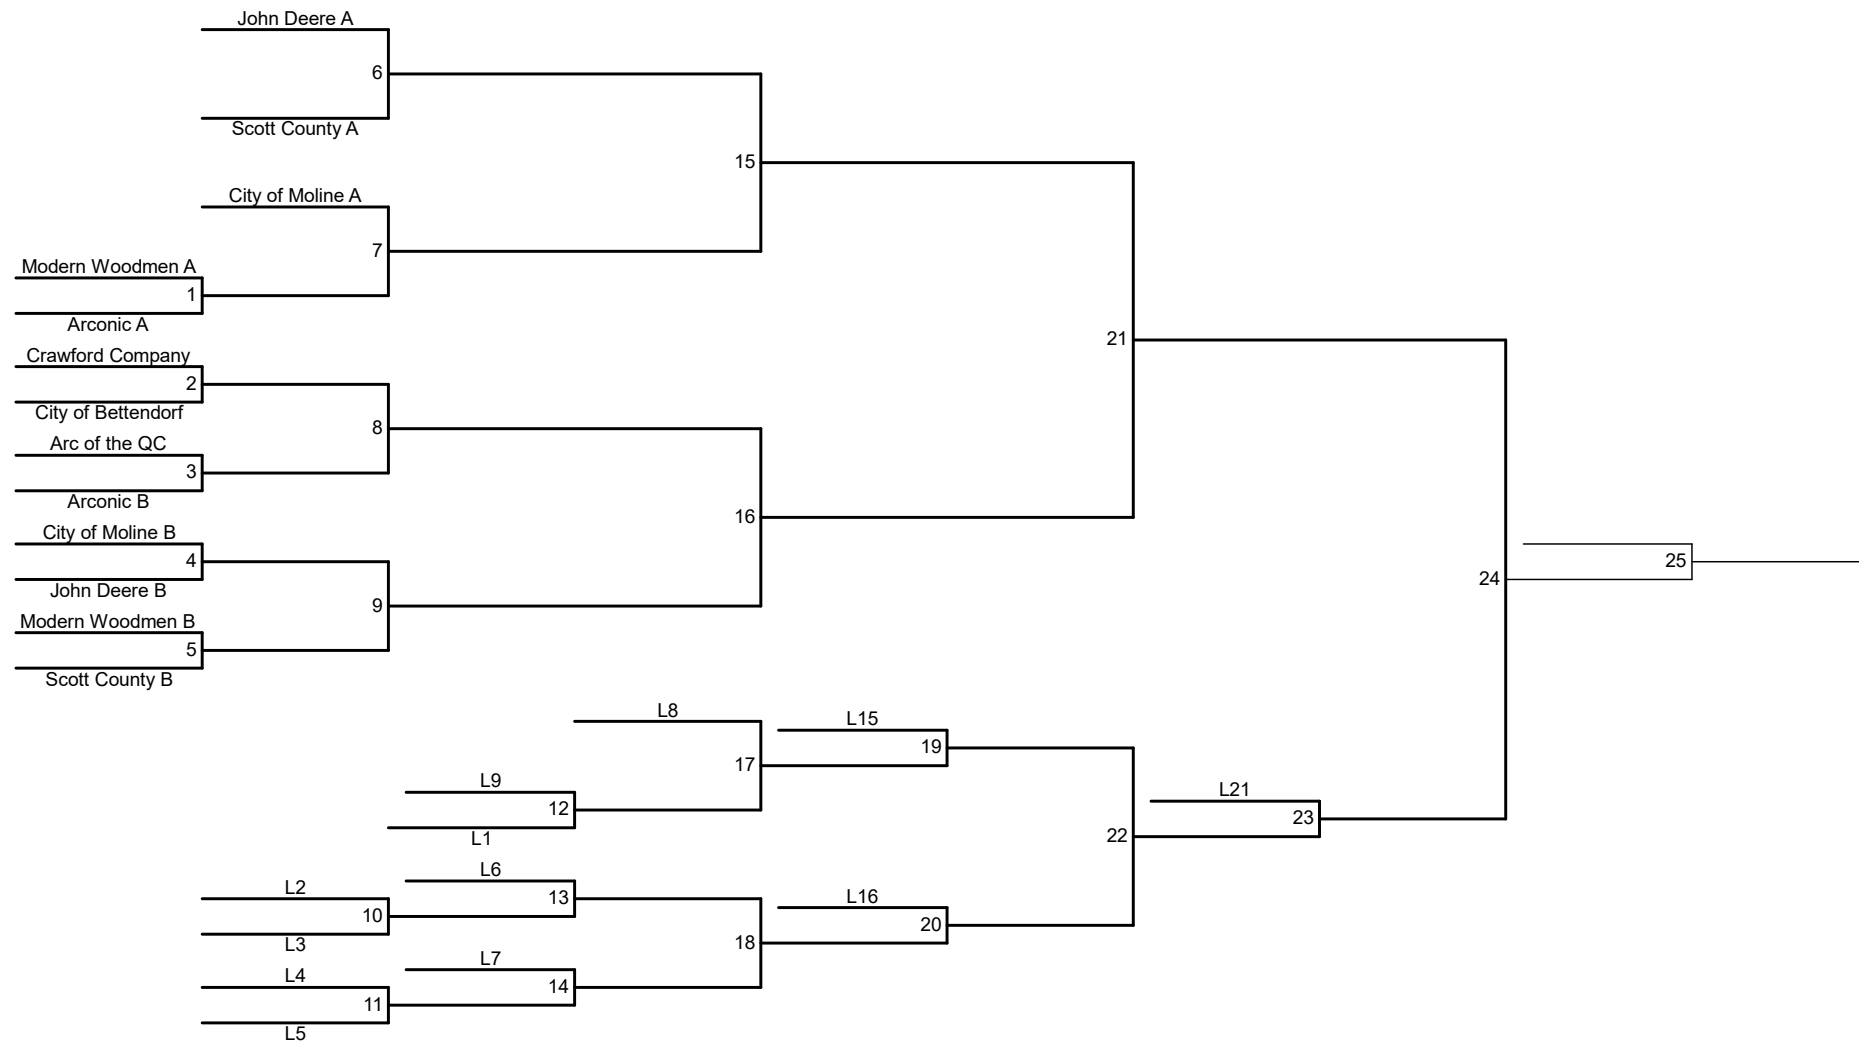 John Deere A
6
Scott County A
15
City of Moline A
7
Modern Woodmen A
1
Arconic A
21
Crawford Company
2
City of Bettendorf
8
Arc of the QC
3
Arconic B
16
City of Moline B
4
25
24
John Deere B
9
Modern Woodmen B
5
Scott County B
L8
L15
19
17
L9
L21
12
23
L1
22
L6
L2
13
L16
10
20
L3
18
L7
L4
14
11
L5